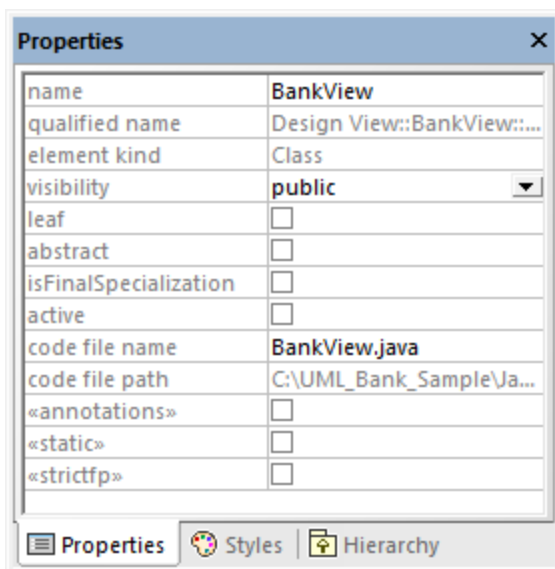 Properties
name BankView
qualified name Design View::BankView::...
element kind Class
visibility public
leaf
abstract
isFinalSpecialization
active
code file name BankView.java
code file path C:\UML_Bank_Sample\Ja...
«annotations»
«static»
«strictfp»
Properties Styles Hierarchy